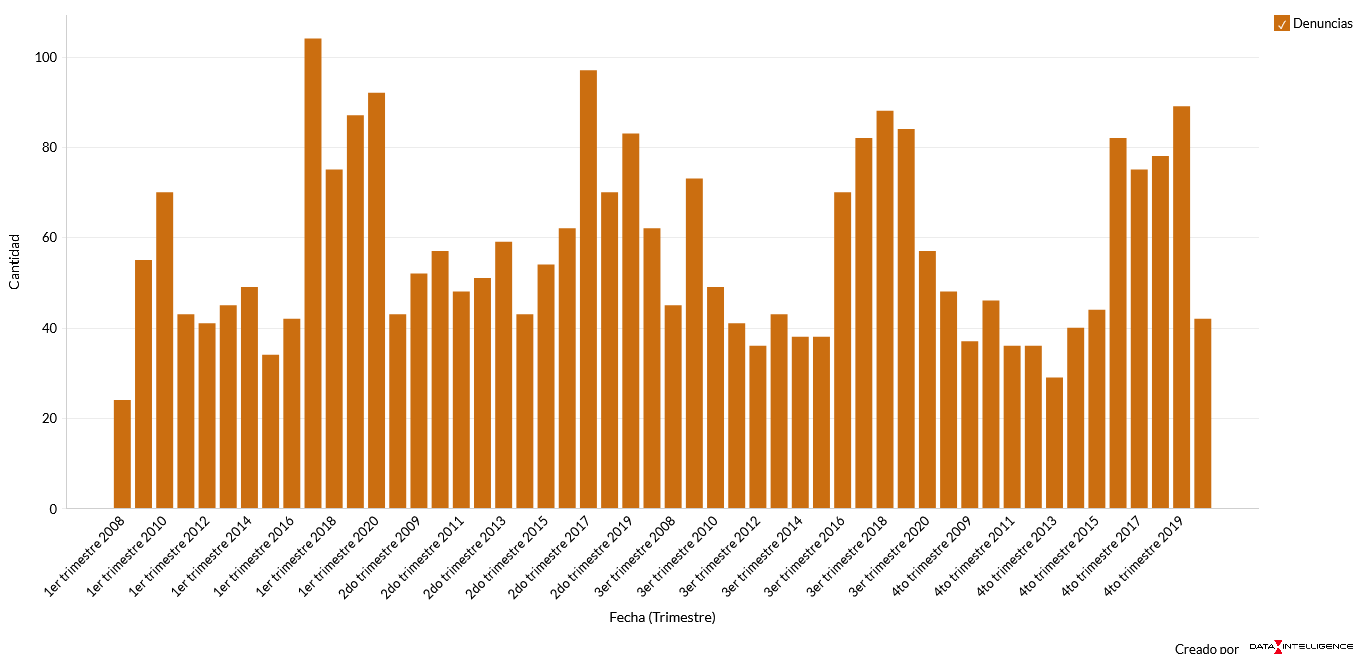 ✓ Denuncias
Cantidad
100
80
60
40
20
0
1er trimestre 2008
1er trimestre 2010
1er trimestre 2012
1er trimestre 2014
1er trimestre 2016
1er trimestre 2018
1er trimestre 2020
2do trimestre 2009
2do trimestre 2011
2do trimestre 2013
2do trimestre 2015
2do trimestre 2017
2do trimestre 2019
3er trimestre 2008
3er trimestre 2010
3er trimestre 2012
3er trimestre 2014
3er trimestre 2016
3er trimestre 2018
3er trimestre 2020
4to trimestre 2009
4to trimestre 2011
4to trimestre 2013
4to trimestre 2015
4to trimestre 2017
4to trimestre 2019
Fecha (Trimestre)
Creado por DATA INTELLIGENCE